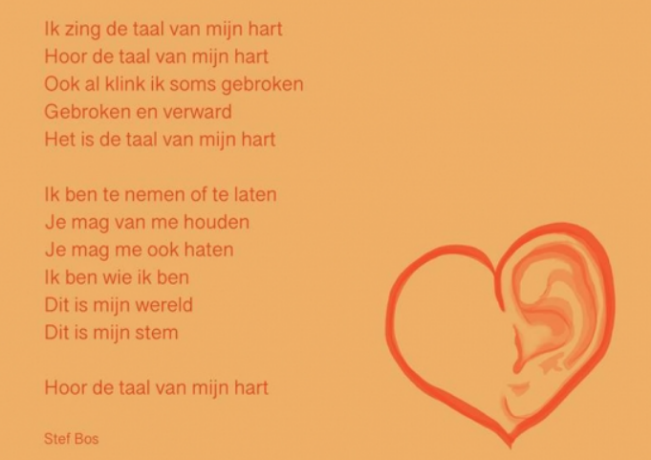 Ik zing de taal van mijn hart
Hoor de taal van mijn hart
Ook al klink ik soms gebroken
Gebroken en verward
Het is de taal van mijn hart
Ik ben te nemen of te laten
Je mag van me houden
Je mag me ook haten
Ik ben wie ik ben
Dit is mijn wereld
Dit is mijn stem
Hoor de taal van mijn hart
Stef Bos